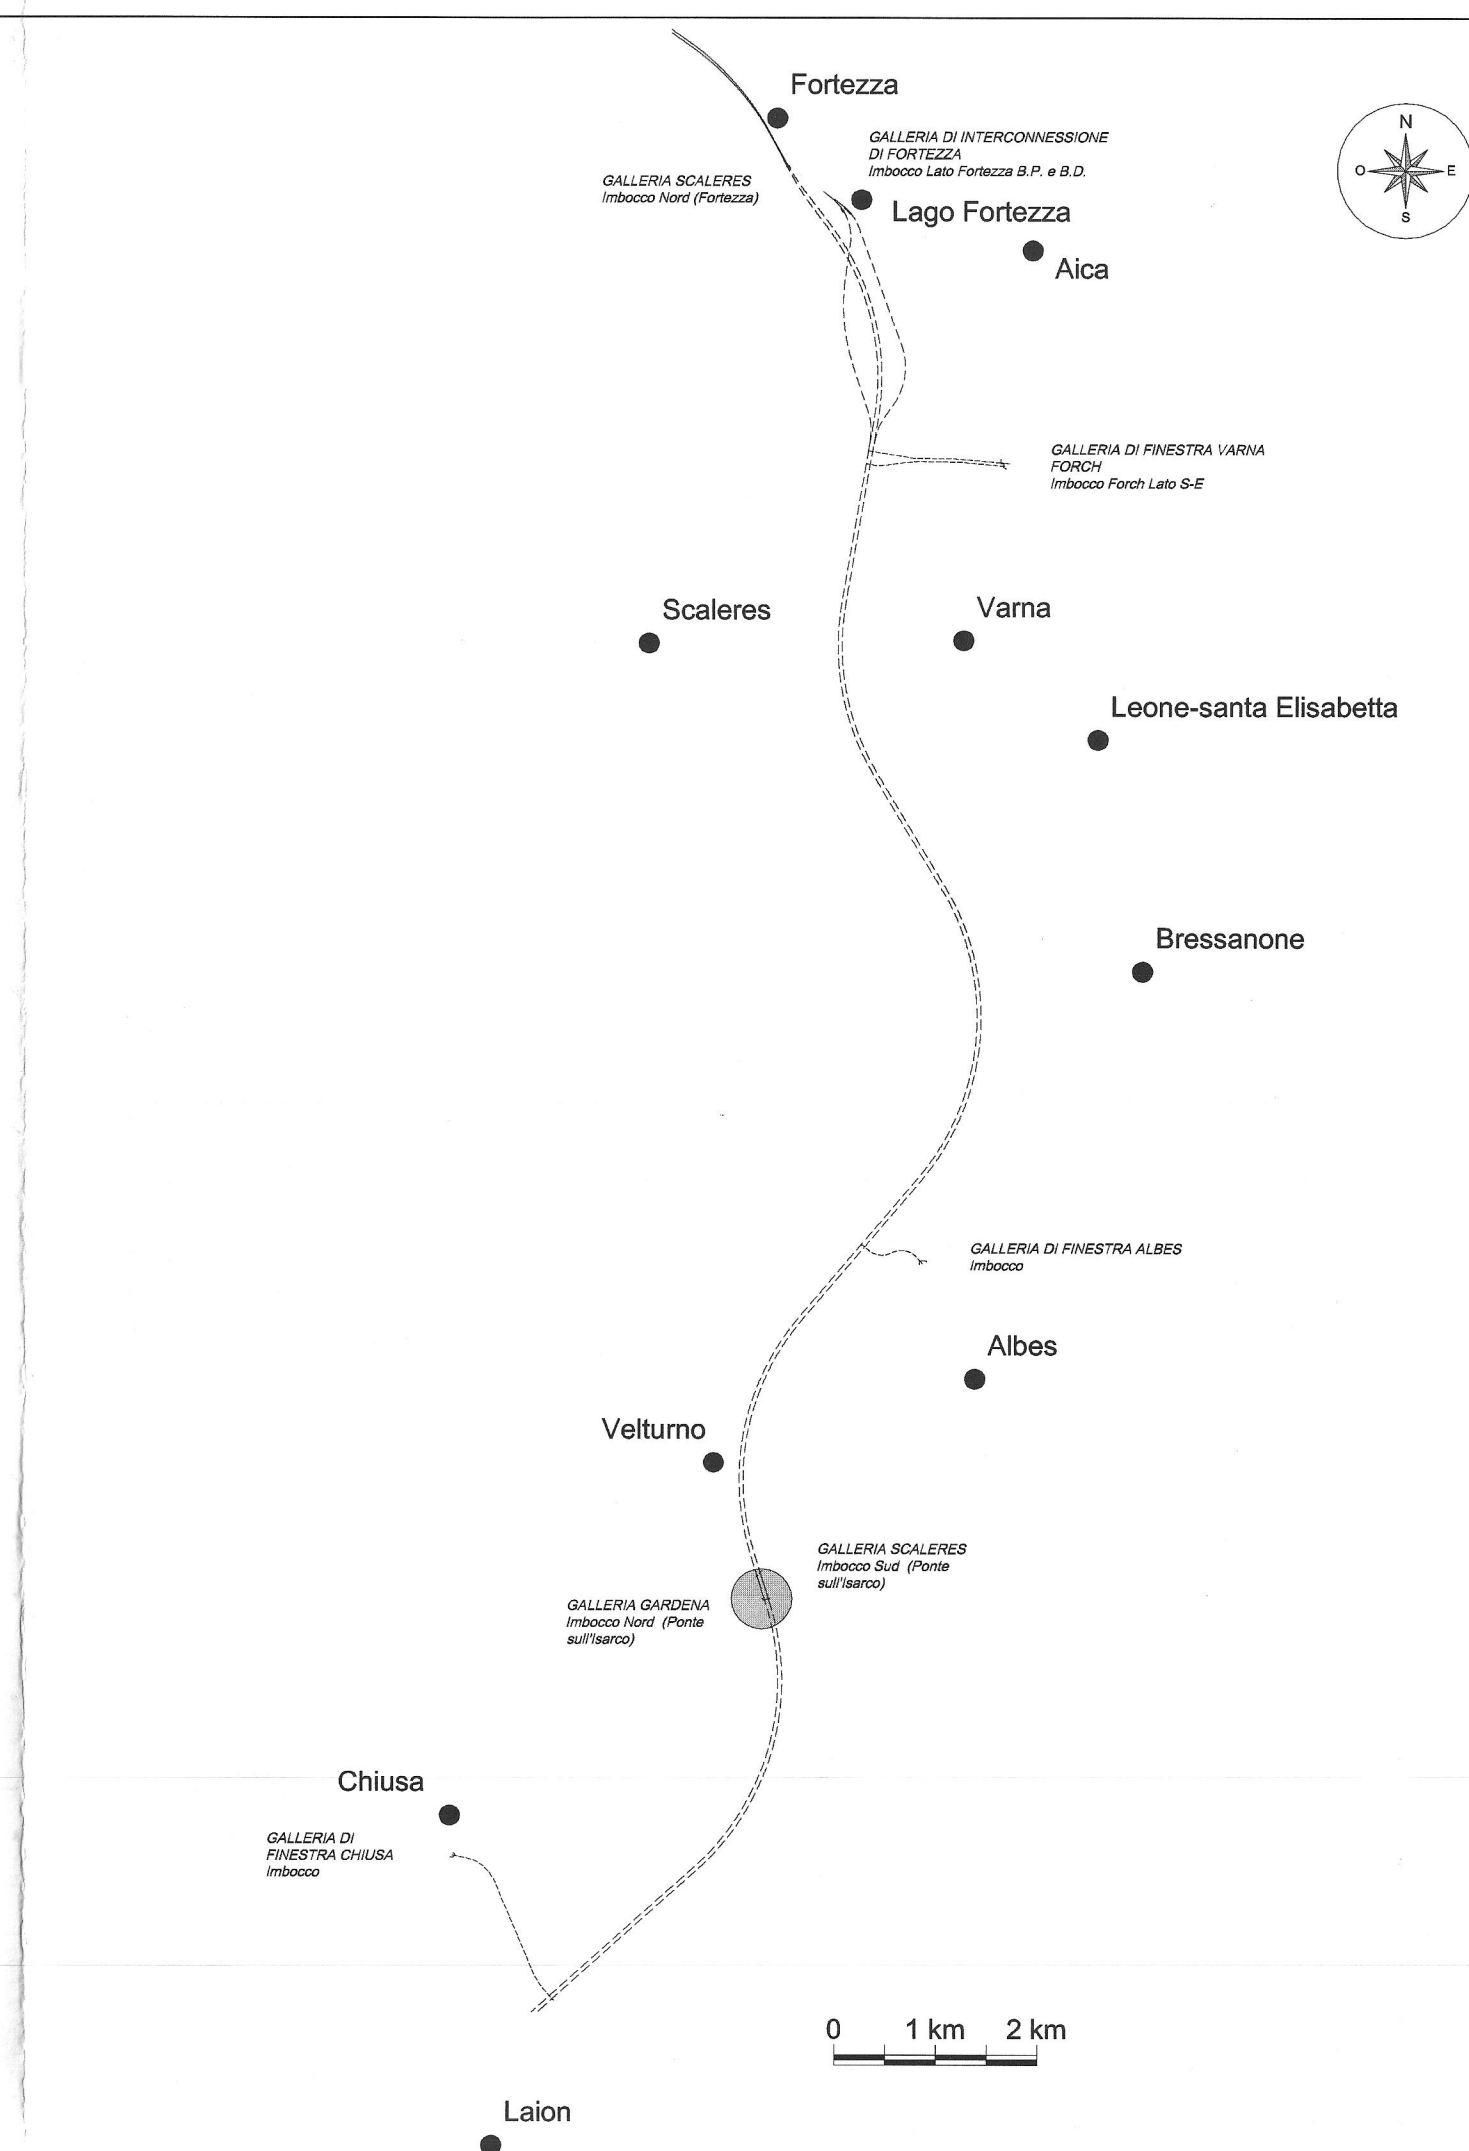 Fortezza
GALLERIA DI INTERCONNESSIONE
DI FORTEZZA
Imbocco Lato Fortezza B.P. e B.D.
N
O
E
S
GALLERIA SCALERES
Imbocco Nord (Fortezza)
Lago Fortezza
Aica
GALLERIA DI FINESTRA VARNA
FORCH
Imbocco Forch Lato S-E
Scaleres
Varna
Leone-santa Elisabetta
Bressanone
GALLERIA DI FINESTRA ALBES
Imbocco
Albes
Velturno
GALLERIA SCALERES
Imbocco Sud (Ponte
sull'Isarco)
GALLERIA GARDENA
Imbocco Nord (Ponte
sull'Isarco)
Chiusa
GALLERIA DI
FINESTRA CHIUSA
Imbocco
0 1 km 2 km
Laion